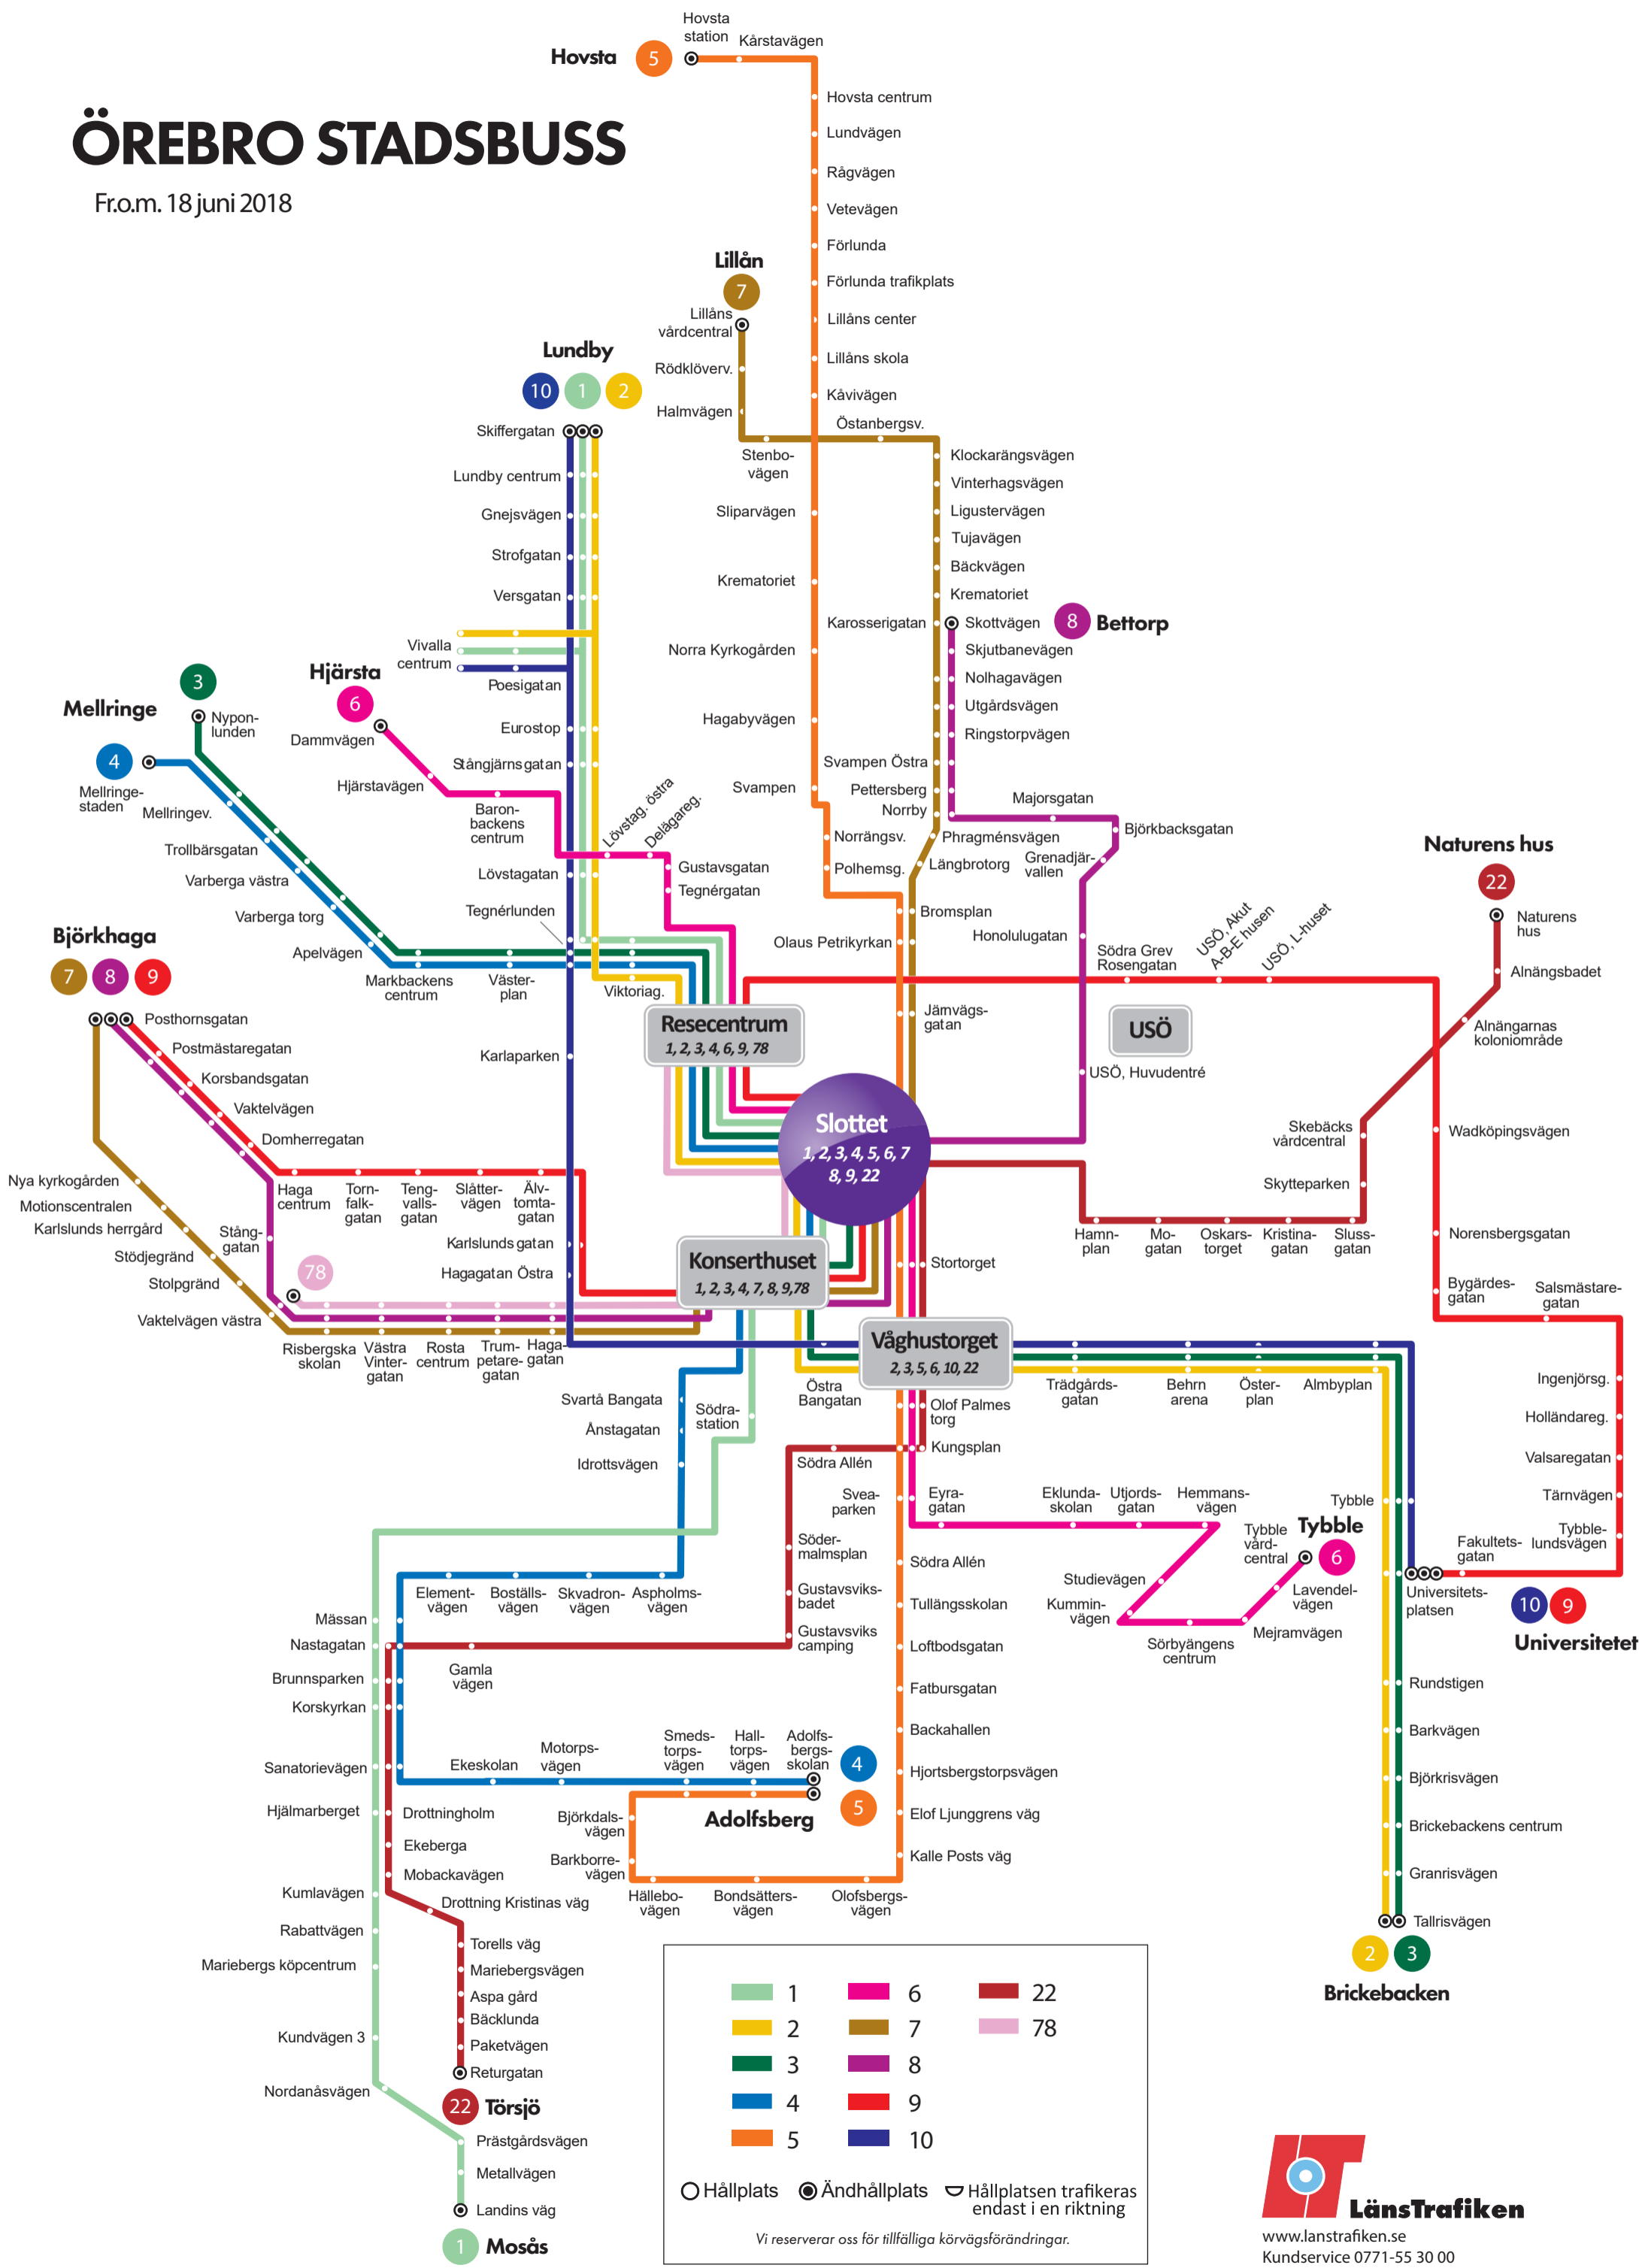 Hovsta
station
Kårstavägen
Hovsta
5
ÖREBRO STADSBUSS
Fr.o.m. 18 juni 2018
Hovsta centrum
Lundvägen
Rågvägen
Vetevägen
Förlunda
Förlunda trafikplats
Lillåns center
Lillåns skola
Kåvivägen
Lillån
7
Lillåns
vårdcentral
Rödklöverv.
Halmvägen
Östanbergsv.
Stenbo-
vägen
Sliparvägen
Krematoriet
Norra Kyrkogården
Hagabyvägen
Svampen
Norrängsv.
Polhemsg.
Klockarängsvägen
Vinterhagsvägen
Ligustervägen
Tujavägen
Bäckvägen
Krematoriet
Karosserigatan
Svampen Östra
Pettersberg
Norrby
Phragménsvägen
Längbrotorg
Bromsplan
Olaus Petrikyrkan
Järnvägs-
gatan
8
Bettorp
Skottvägen
Skjutbanevägen
Nolhagavägen
Utgårdsvägen
Ringstorpvägen
Majorsgatan
Björkbacksgatan
Grenadjär-
vallen
Honolulugatan
USÖ
USÖ, Huvudentré
Lundby
10
1
2
Skiffergatan
Lundby centrum
Gnejsvägen
Strofgatan
Versgatan
Vivalla
centrum
Poesigatan
Eurostop
Stångjärnsgatan
Lövstagatan
Tegnérlunden
Karlaparken
Hjärsta
6
Dammvägen
Hjärstavägen
Baron-
backens
centrum
Lövstag. östra
Delägareg.
Gustavsgatan
Tegnérgatan
3
Nypon-
lunden
Mellringe
4
Mellringe-
staden
Mellringev.
Trollbärsgatan
Varberga västra
Varberga torg
Apelvägen
Markbackens
centrum
Väster-
plan
Viktoriag.
Björkhaga
7
8
9
Posthornsgatan
Postmästaregatan
Korsbandsgatan
Vaktelvägen
Domherregatan
Haga
centrum
Torn-
falk-
gatan
Teng-
valls-
gatan
Slåtter-
vägen
Älv-
tomta-
gatan
Karlslundsgatan
Hagagatan Östra
Nya kyrkogården
Motionscentralen
Karlslunds herrgård
Stödjegränd
Stolpgränd
Vaktelvägen västra
Stång-
gatan
78
Risbergska
skolan
Västra
Vinter-
gatan
Rosta
centrum
Trum-
petare-
gatan
Haga-
gatan
Resecentrum
1, 2, 3, 4, 6, 9, 78
Slottet
1, 2, 3, 4, 5, 6, 7
8, 9, 22
Konserthuset
1, 2, 3, 4, 7, 8, 9,78
Våghustorget
2, 3, 5, 6, 10, 22
Stortorget
Naturens hus
22
Naturens
hus
Alnängsbadet
Alnängarnas
koloniområde
Skebäcks
vårdcentral
Skytteparken
Hamn-
plan
Mo-
gatan
Oskars-
torget
Kristina-
gatan
Sluss-
gatan
Södra Grev
Rosengatan
USÖ, Akut
A-B-E husen
USÖ, L-huset
Wadköpingsvägen
Norensbergsgatan
Bygärdes-
gatan
Salsmästare-
gatan
Ingenjörsg.
Holländareg.
Valsaregatan
Tärnvägen
Tybble-
lundsvägen
Fakultets-
gatan
Universitets-
platsen
10
9
Universitetet
Östra
Bangatan
Trädgårds-
gatan
Behrn
arena
Öster-
plan
Almbyplan
Tybble
Olof Palmes
torg
Kungsplan
Södra Allén
Svea-
parken
Eyra-
gatan
Eklunda-
skolan
Utjords-
gatan
Hemmans-
vägen
Studievägen
Kummin-
vägen
Sörbyängens
centrum
Mejramvägen
Lavendel-
vägen
Tybble
vård-
central
Tybble
6
Svartå Bangata
Ånstagatan
Idrottsvägen
Södra-
station
Element-
vägen
Boställs-
vägen
Skvadron-
vägen
Aspholms-
vägen
Söder-
malmsplan
Gustavsviks-
badet
Gustavsviks
camping
Gamla
vägen
Södra Allén
Tullängsskolan
Loftbodsgatan
Fatbursgatan
Backahallen
Hjortsbergstorpsvägen
Elof Ljunggrens väg
Kalle Posts väg
Olofsbergs-
vägen
Bondsätters-
vägen
Hällebo-
vägen
Barkborre-
vägen
Björkdals-
vägen
Ekeskolan
Motorps-
vägen
Smeds-
torps-
vägen
Hall-
torps-
vägen
Adolfs-
bergs-
skolan
4
5
Adolfsberg
Mässan
Nastagatan
Brunnsparken
Korskyrkan
Sanatorievägen
Hjälmarberget
Drottningholm
Ekeberga
Mobackavägen
Drottning Kristinas väg
Kumlavägen
Rabattvägen
Mariebergs köpcentrum
Kundvägen 3
Nordanåsvägen
Torells väg
Mariebergsvägen
Aspa gård
Bäcklunda
Paketvägen
Returgatan
22
Törsjö
Prästgårdsvägen
Metallvägen
Landins väg
1
Mosås
Rundstigen
Barkvägen
Björkrisvägen
Brickebackens centrum
Granrisvägen
Tallrisvägen
2
3
Brickebacken
1
2
3
4
5
6
7
8
9
10
22
78
Hållplats
Ändhållplats
Hållplatsen trafikeras
endast i en riktning
Vi reserverar oss för tillfälliga körvägsförändringar.
LänsTrafiken
www.lanstrafiken.se
Kundservice 0771-55 30 00